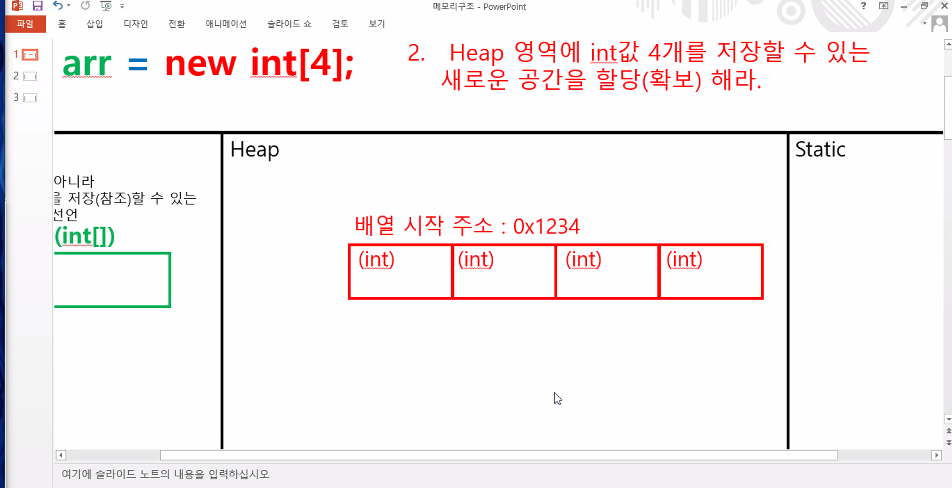 메모리구조 - PowerPoint
파일 홈 삽입 디자인 전환 애니메이션 슬라이드 쇼 검토 보기
1
2
3
arr = new int[4];
2. Heap 영역에 int값 4개를 저장할 수 있는
새로운 공간을 할당(확보) 해라.
아니라
를 저장(참조)할 수 있는
선언
(int[])
Heap
배열 시작 주소 : 0x1234
(int) (int) (int) (int)
Static
여기에 슬라이드 노트의 내용을 입력하십시오